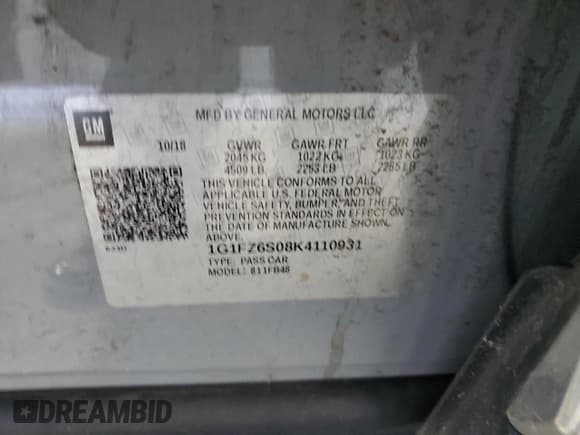 MFD BY GENERAL MOTORS LLC
GM
10/18 GVWR GAWR FRT GAWR RR
2045 KG 1022 KG 1023 KG
4509 LB 2253 LB 2255 LB
THIS VEHICLE CONFORMS TO ALL
APPLICABLE U.S. FEDERAL MOTOR
VEHICLE SAFETY, BUMPER, AND THEFT
PREVENTION STANDARDS IN EFFECT ON
THE DATE OF MANUFACTURE SHOWN
ABOVE.
1G1FZ6S08K4110931
TYPE: PASS CAR
MODEL: 811FB48
DREAMBID